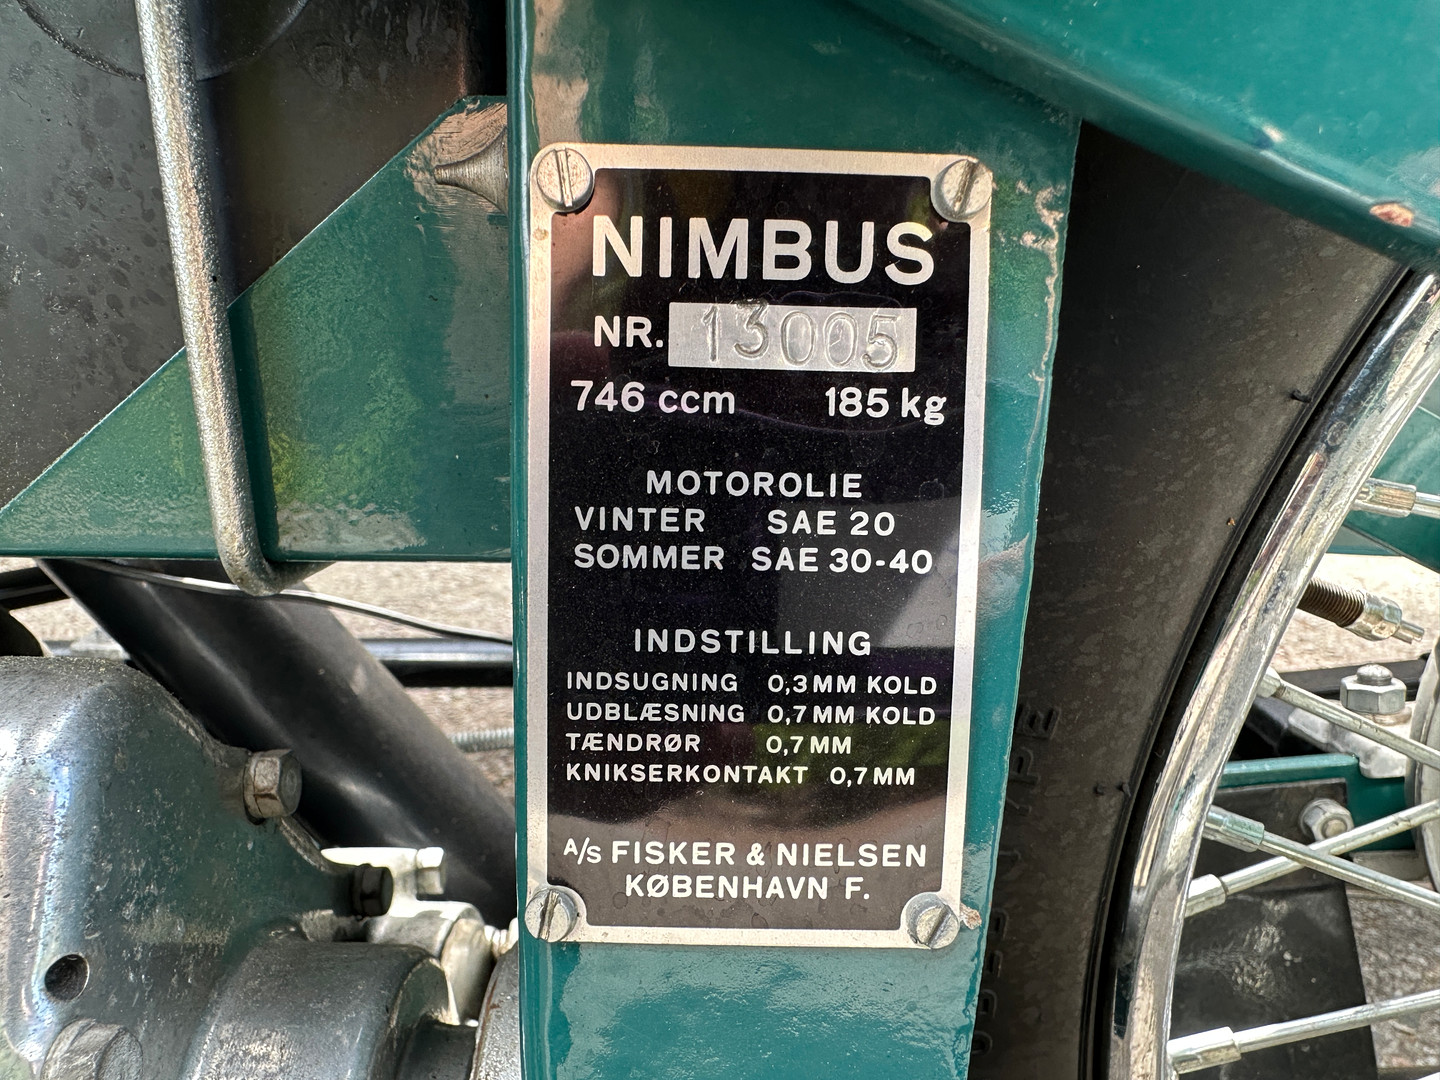 NIMBUS
NR. 13005
746 ccm 185 kg
MOTOROLIE
VINTER SAE 20
SOMMER SAE 30-40
INDSTILLING
INDSUGNING 0,3 MM KOLD
UDBLÆSNING 0,7 MM KOLD
TÆNDRØR 0,7 MM
KNIKSERKONTAKT 0,7 MM
A/S FISKER & NIELSEN
KØBENHAVN F.